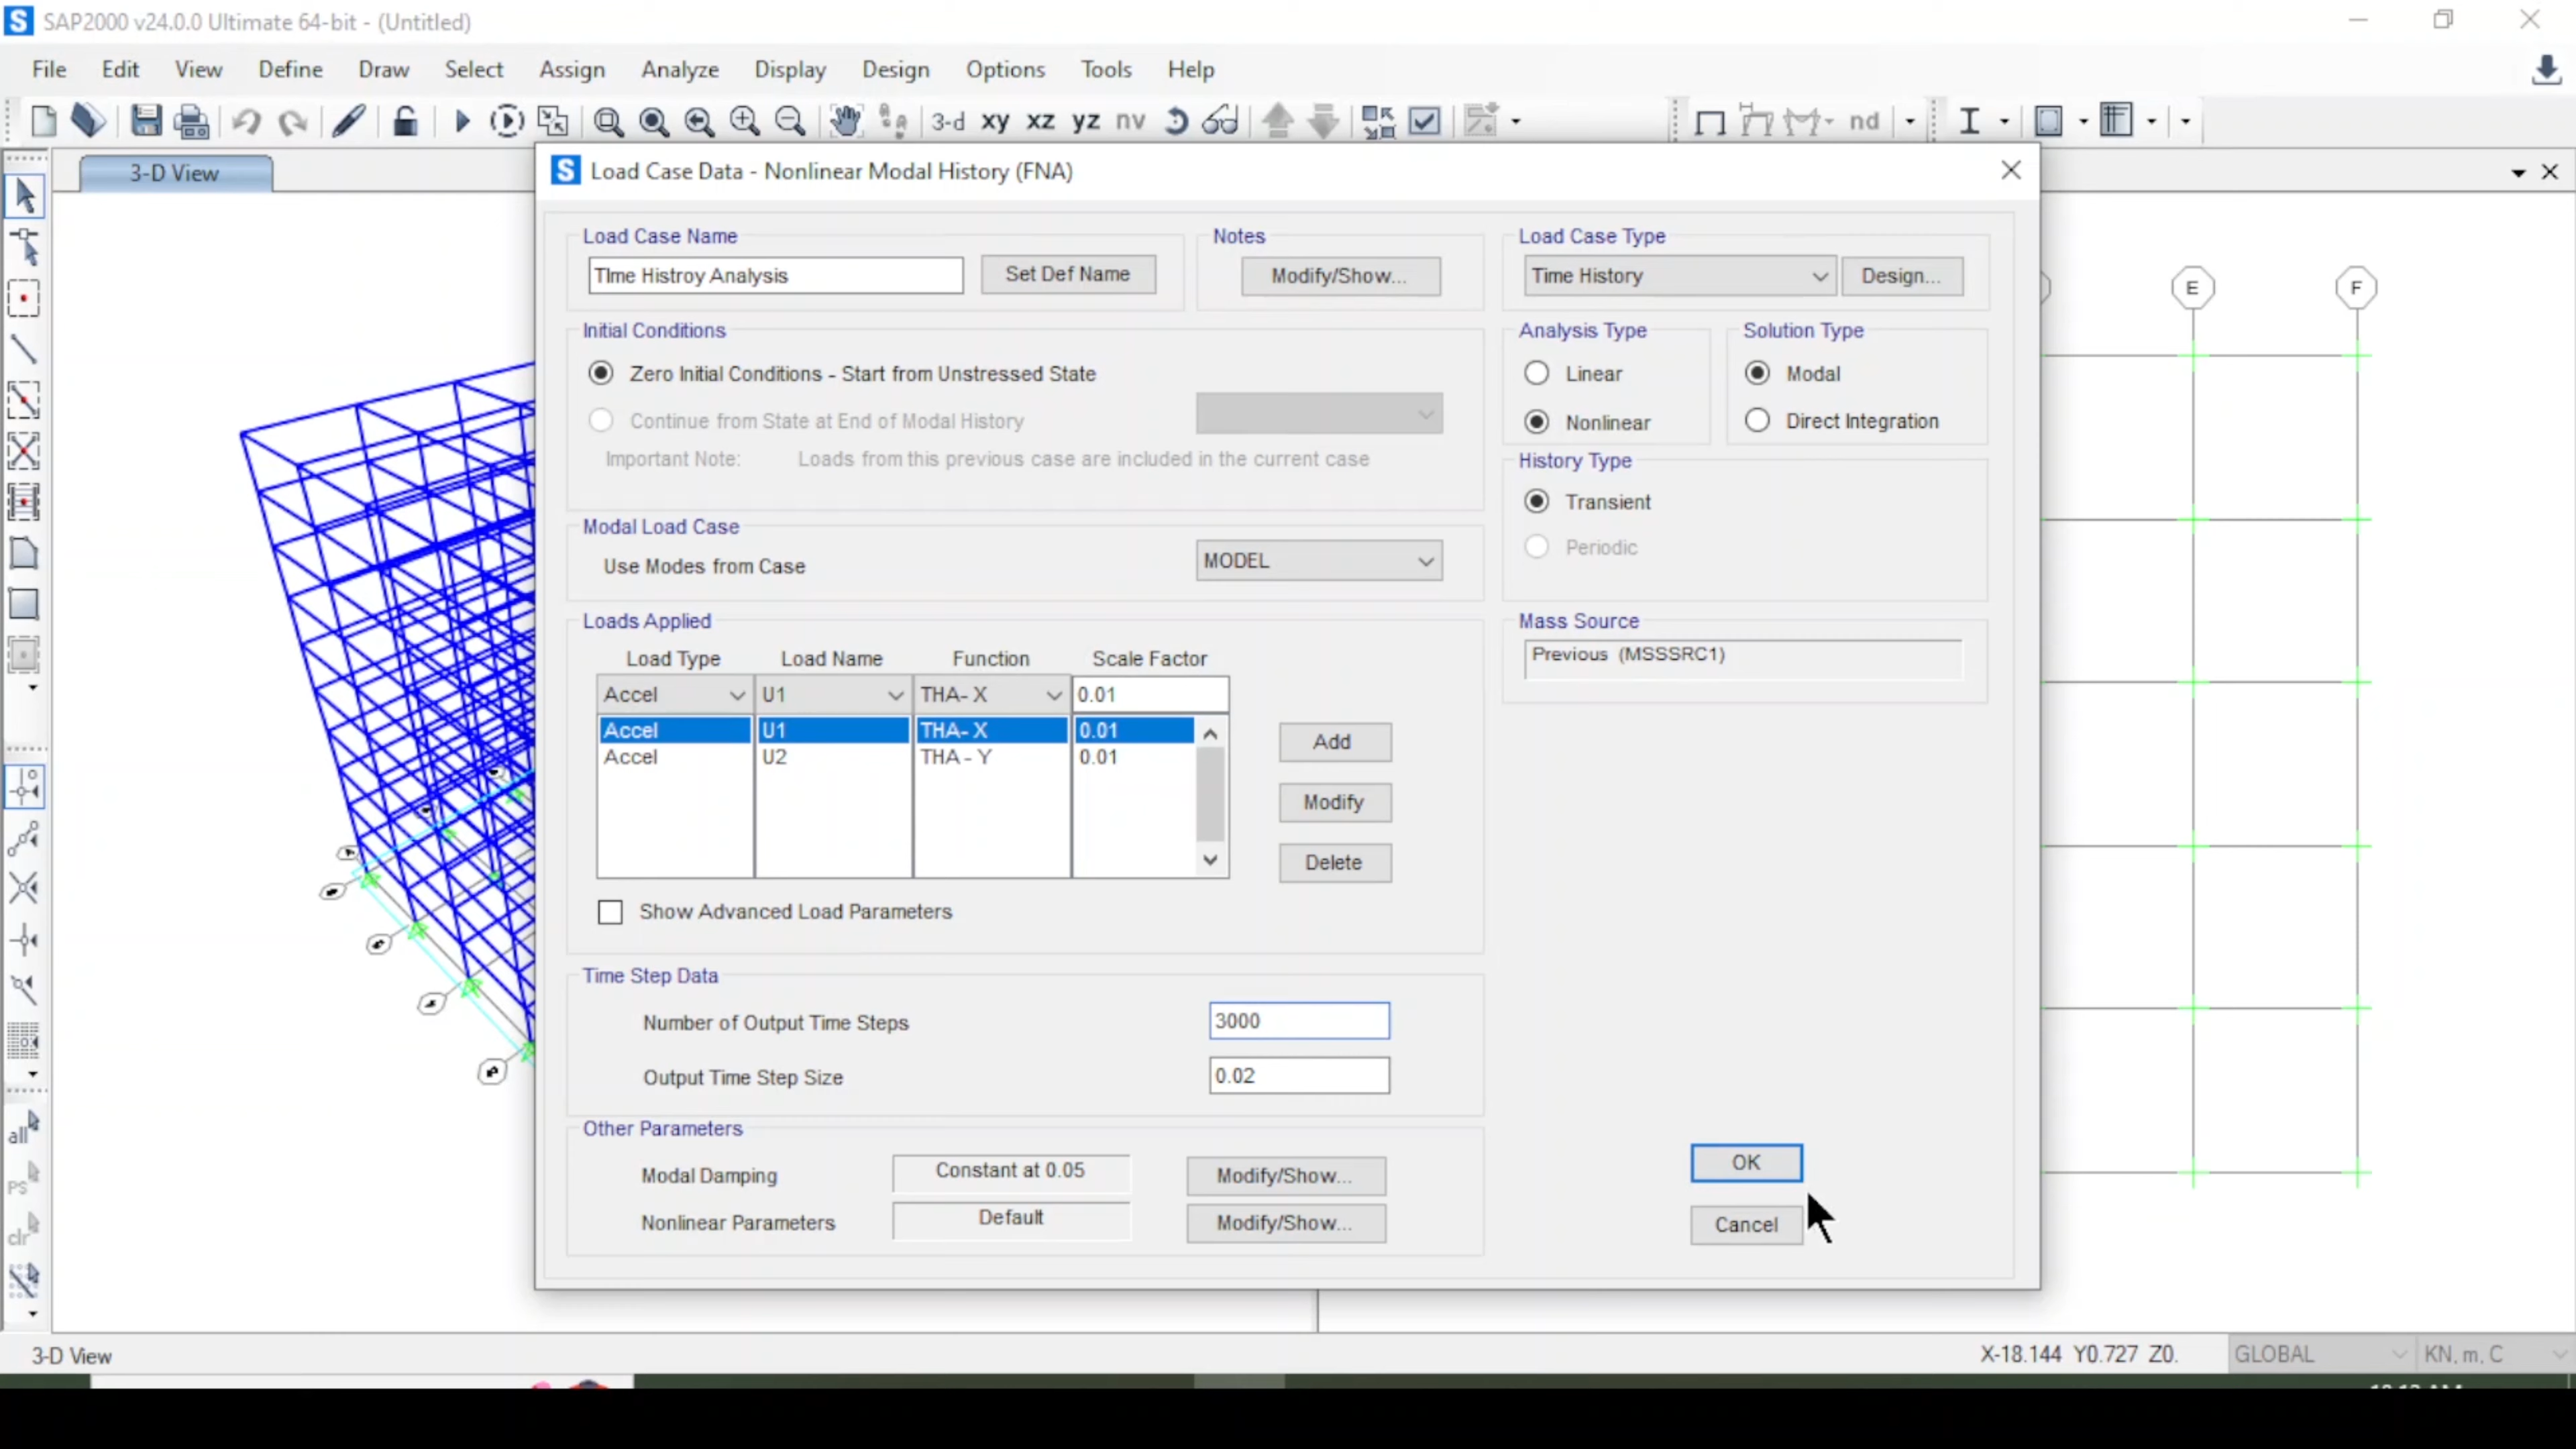 SAP2000 v24.0.0 Ultimate 64-bit - (Untitled)
File Edit View Define Draw Select Assign Analyze Display Design Options Tools Help
3-d xy xz yz nv nd
3-D View
Load Case Data - Nonlinear Modal History (FNA)
Load Case Name
TIme Histroy Analysis
Set Def Name
Notes
Modify/Show...
Load Case Type
Time History
Design...
Initial Conditions
Zero Initial Conditions - Start from Unstressed State
Continue from State at End of Modal History
Important Note: Loads from this previous case are included in the current case
Analysis Type
Linear
Nonlinear
Solution Type
Modal
Direct Integration
History Type
Transient
Periodic
Modal Load Case
Use Modes from Case
MODEL
Mass Source
Previous (MSSSRC1)
Loads Applied
Load Type Load Name Function Scale Factor
Accel U1 THA- X 0.01
Accel U1 THA- X 0.01
Accel U2 THA - Y 0.01
Add
Modify
Delete
Show Advanced Load Parameters
Time Step Data
Number of Output Time Steps 3000
Output Time Step Size 0.02
Other Parameters
Modal Damping Constant at 0.05 Modify/Show...
Nonlinear Parameters Default Modify/Show...
OK
Cancel
E
F
all
ps
clr
3-D View
X-18.144 Y0.727 Z0.
GLOBAL
KN, m, C